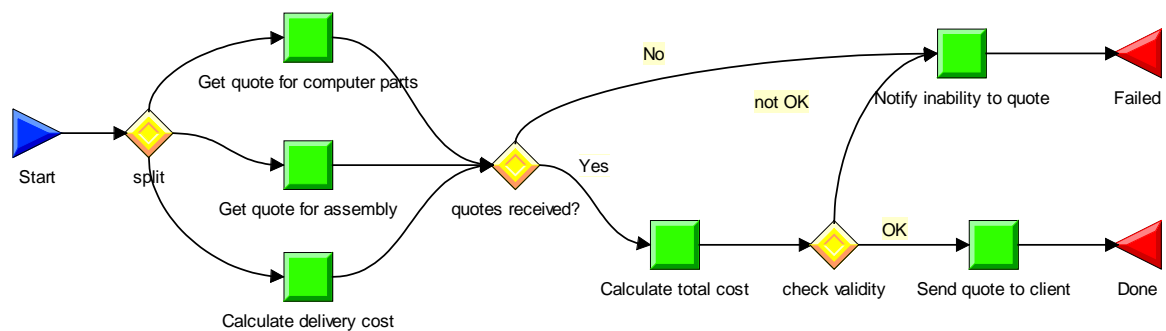 No
Get quote for computer parts
not OK
Notify inability to quote
Failed
Start
split
Yes
Get quote for assembly
quotes received?
OK
Calculate total cost
check validity
Send quote to client
Done
Calculate delivery cost